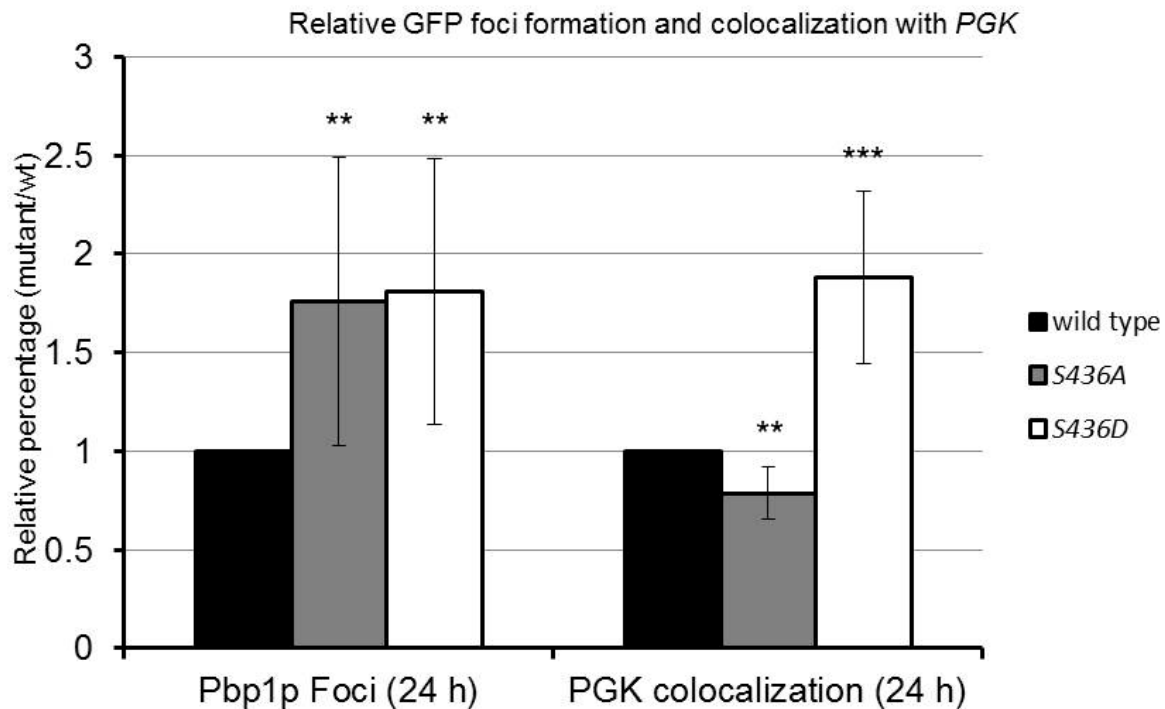 Relative GFP foci formation and colocalization with PGK
Relative percentage (mutant/wt)
3
2.5
2
1.5
1
0.5
0
**
**
**
***
Pbp1p Foci (24 h)
PGK colocalization (24 h)
wild type
S436A
S436D